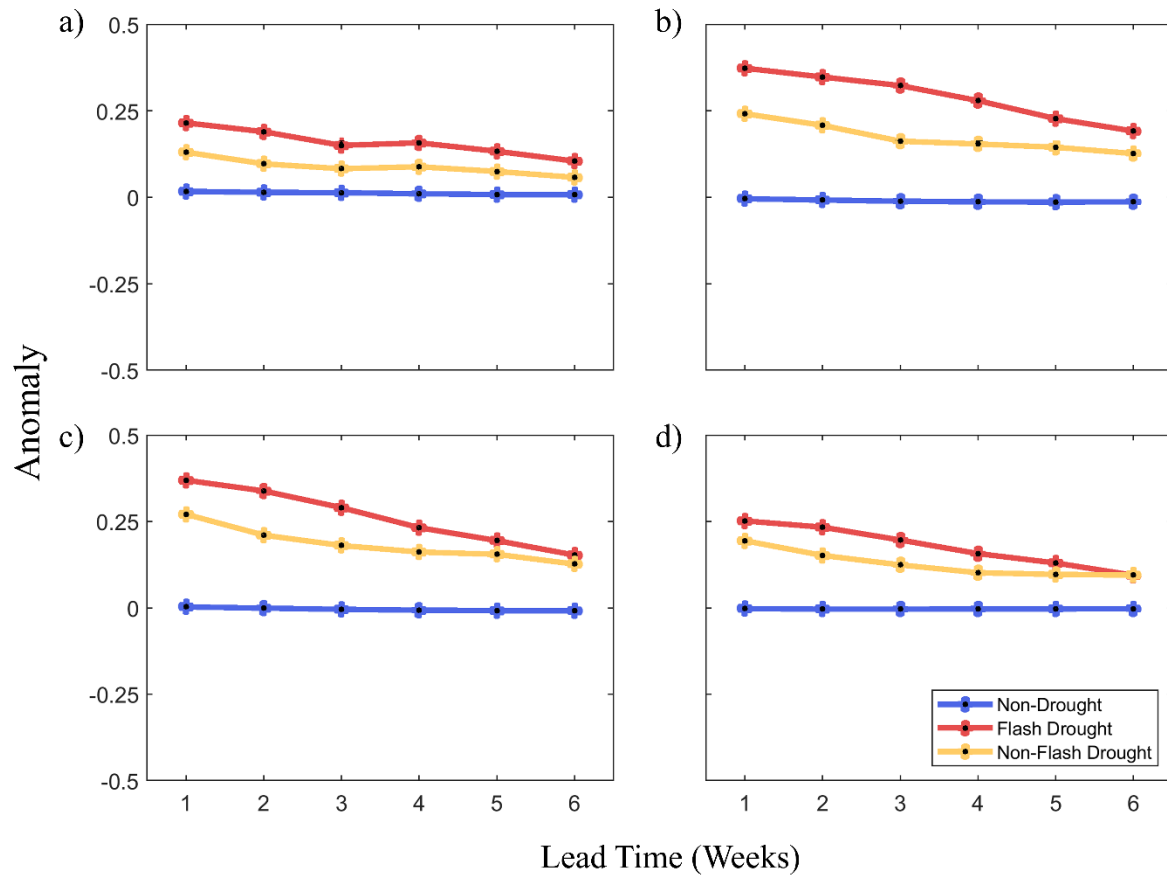 a)
0.5
0.25
0
-0.25
-0.5
b)
Anomaly
c)
0.5
0.25
0
-0.25
-0.5
1 2 3 4 5 6
d)
Non-Drought
Flash Drought
Non-Flash Drought
1 2 3 4 5 6
Lead Time (Weeks)